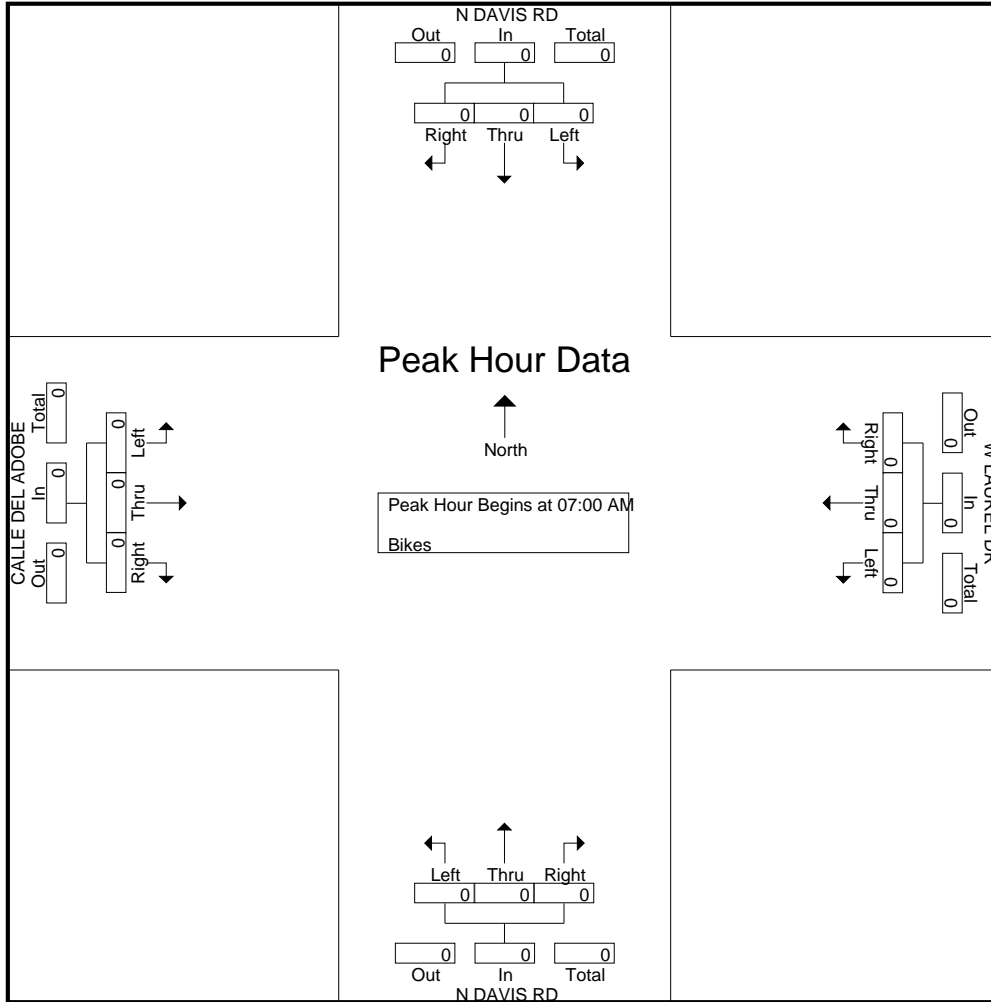 N DAVIS RD
Out In Total
0 0 0
0 0 0
Right Thru Left
Peak Hour Data
North
Peak Hour Begins at 07:00 AM
Bikes
CALLE DEL ADOBE
Out In Total
0 0 0
0 0 0
Right Thru Left
W LAUREL DR
Out In Total
0 0 0
0 0 0
Right Thru Left
Left Thru Right
0 0 0
0 0 0
Out In Total
N DAVIS RD